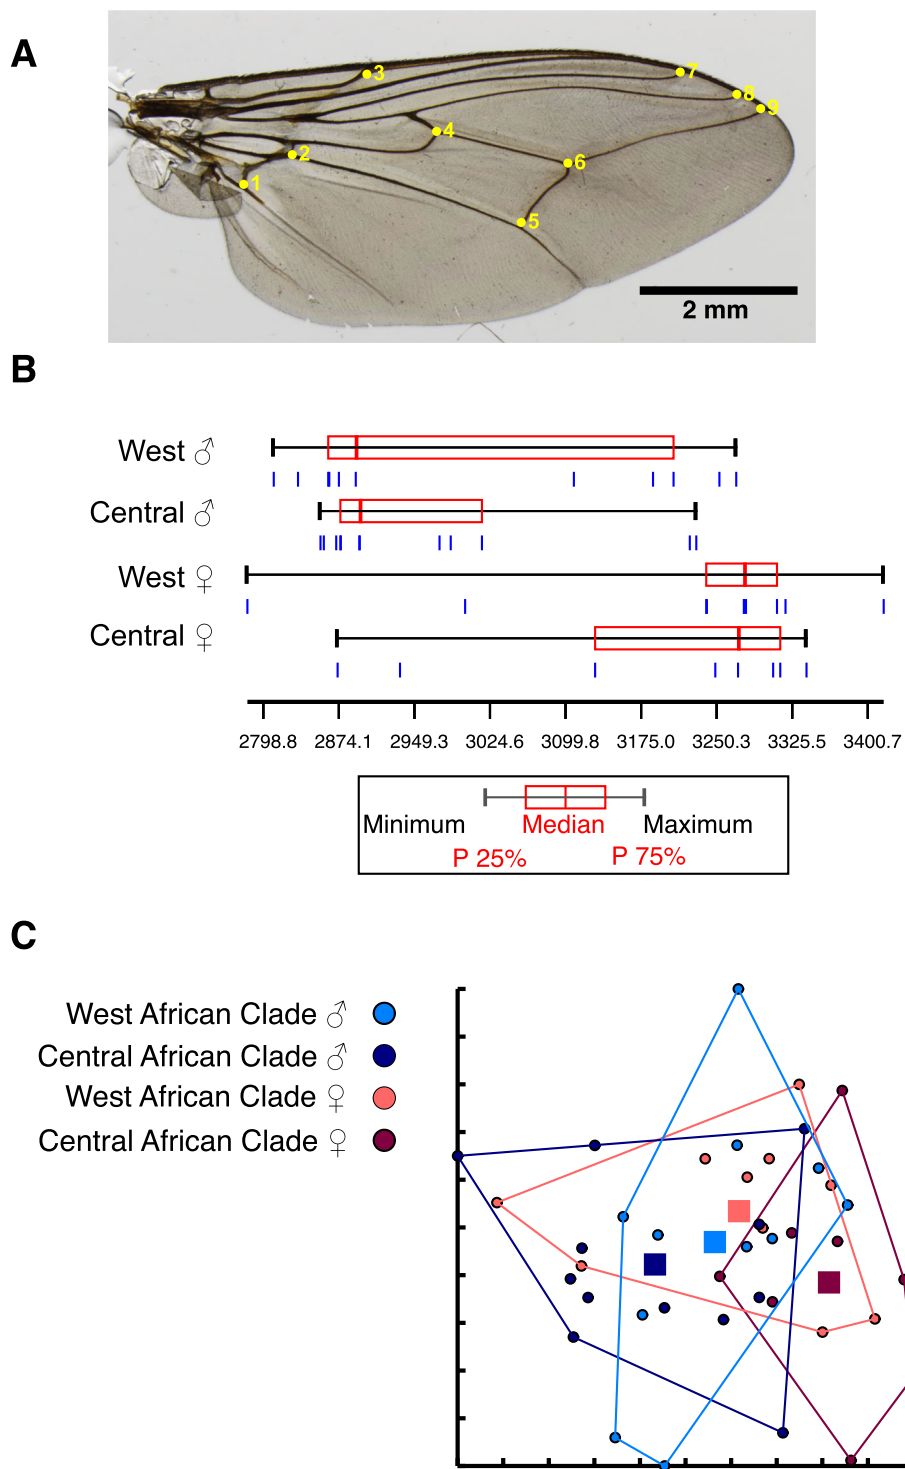 A
3
7
8
9
4
2
6
1
5
2 mm
B
West ♂
Central ♂
West ♀
Central ♀
2798.8 2874.1 2949.3 3024.6 3099.8 3175.0 3250.3 3325.5 3400.7
Minimum Median Maximum
P 25% P 75%
C
West African Clade ♂
Central African Clade ♂
West African Clade ♀
Central African Clade ♀